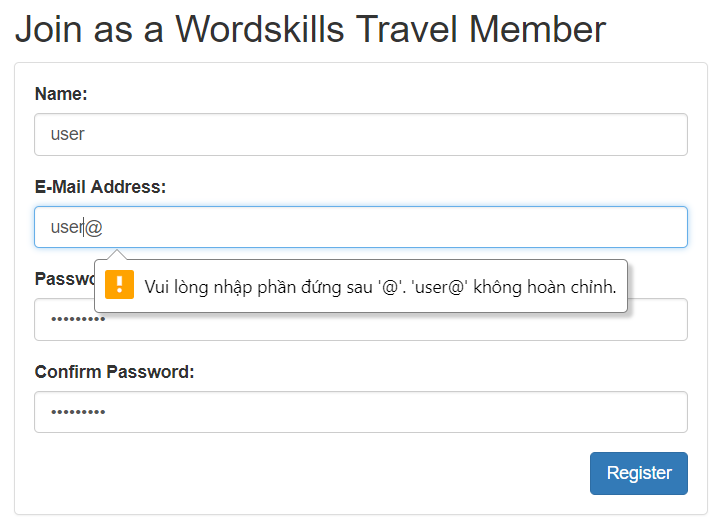 Join as a Wordskills Travel Member
Name:
user
E-Mail Address:
user@
Vui lòng nhập phần đứng sau '@'. 'user@' không hoàn chỉnh.
•••••••••
Confirm Password:
•••••••••
Register